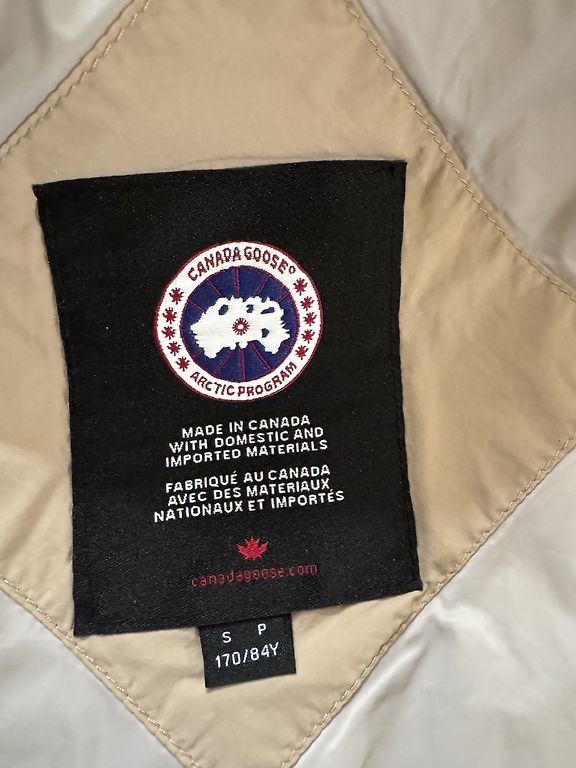 CANADA GOOSE®
ARCTIC PROGRAM
MADE IN CANADA
WITH DOMESTIC AND
IMPORTED MATERIALS
FABRIQUÉ AU CANADA
AVEC DES MATERIAUX
NATIONAUX ET IMPORTÉS
canadagoose.com
S P
170/84Y